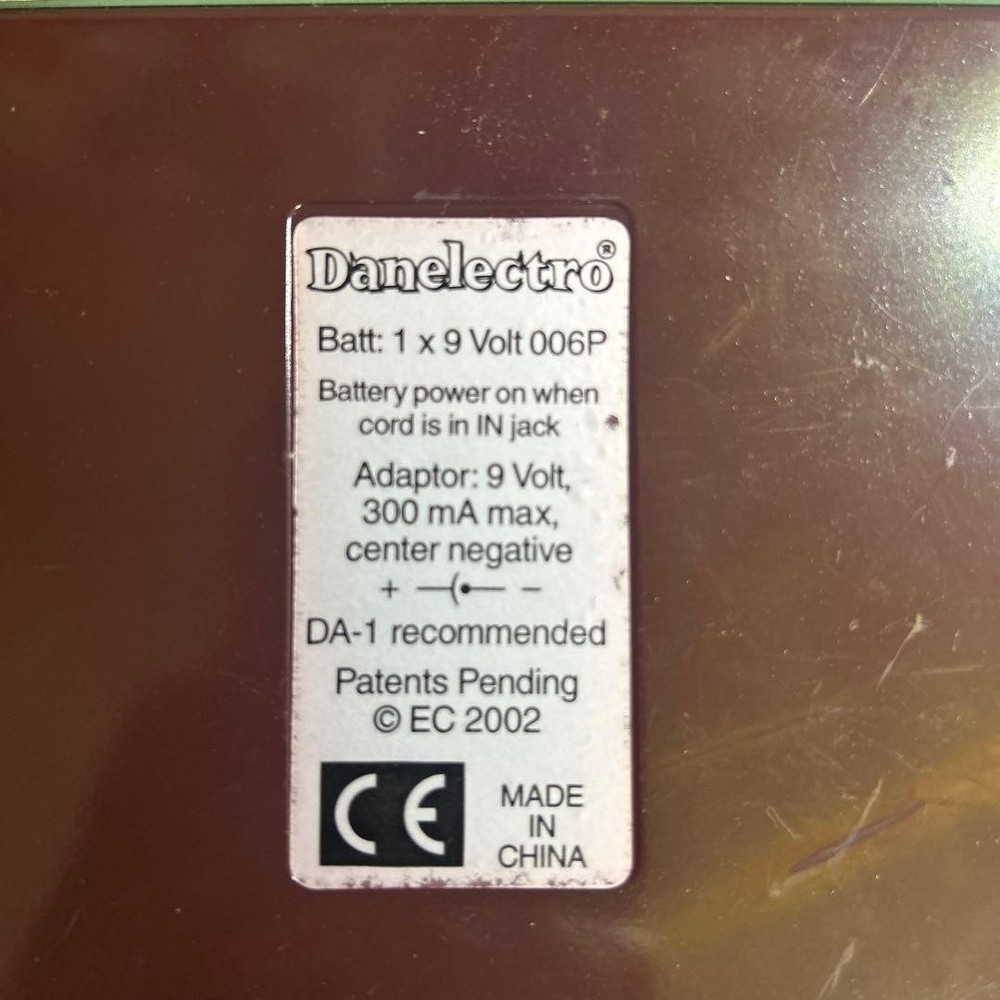 Danelectro®
Batt: 1 x 9 Volt 006P
Battery power on when
cord is in IN jack
Adaptor: 9 Volt,
300 mA max,
center negative
+ −
DA-1 recommended
Patents Pending
© EC 2002
CE
MADE
IN
CHINA